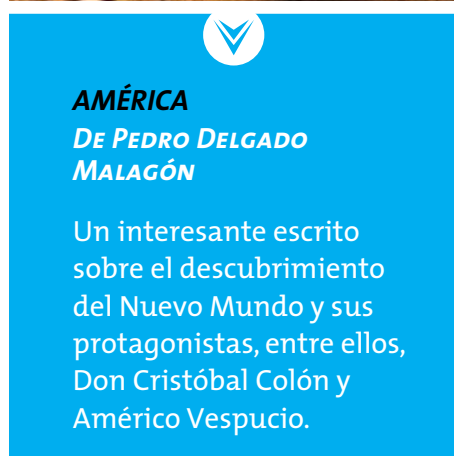 AMÉRICA
DE PEDRO DELGADO
MALAGÓN
Un interesante escrito
sobre el descubrimiento
del Nuevo Mundo y sus
protagonistas, entre ellos,
Don Cristóbal Colón y
Américo Vespucio.